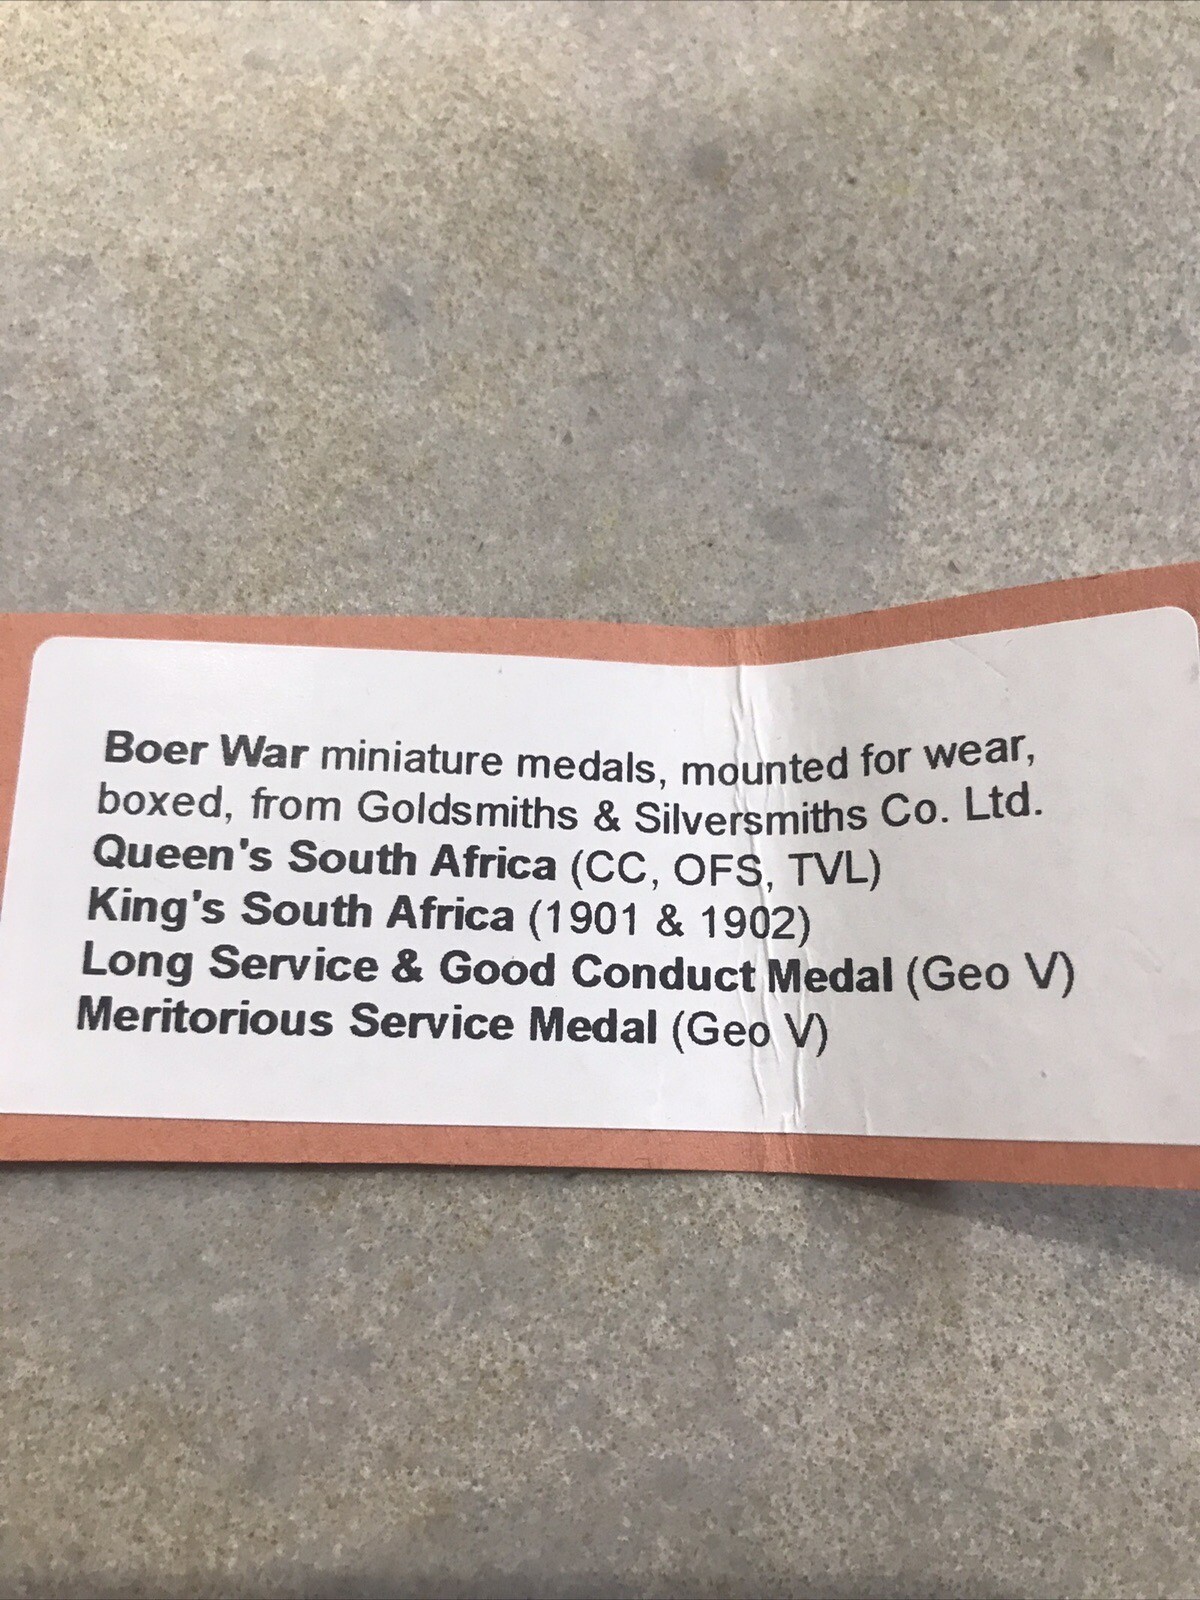 Boer War miniature medals, mounted for wear,
boxed, from Goldsmiths & Silversmiths Co. Ltd.
Queen's South Africa (CC, OFS, TVL)
King's South Africa (1901 & 1902)
Long Service & Good Conduct Medal (Geo V)
Meritorious Service Medal (Geo V)